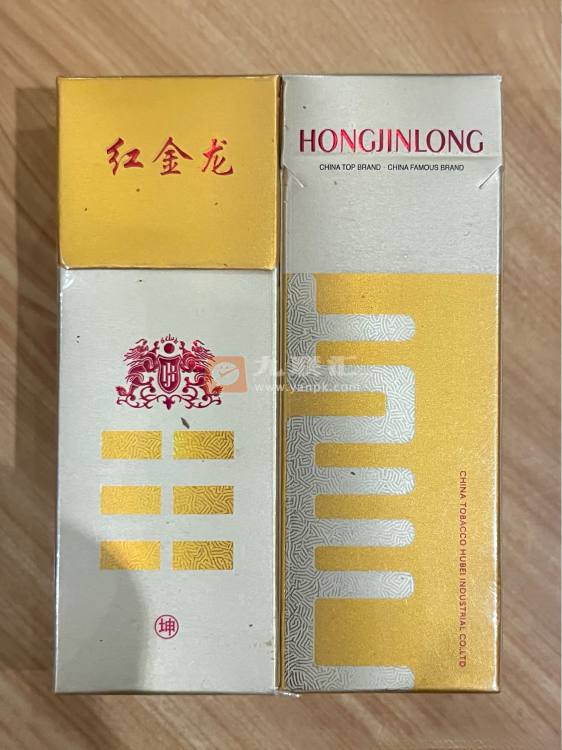 红金龙
HONGJINLONG
CHINA TOP BRAND · CHINA FAMOUS BRAND
九聚汇
www.yanpk.com
CHINA TOBACCO HUBEI INDUSTRIAL CO.,LTD
坤